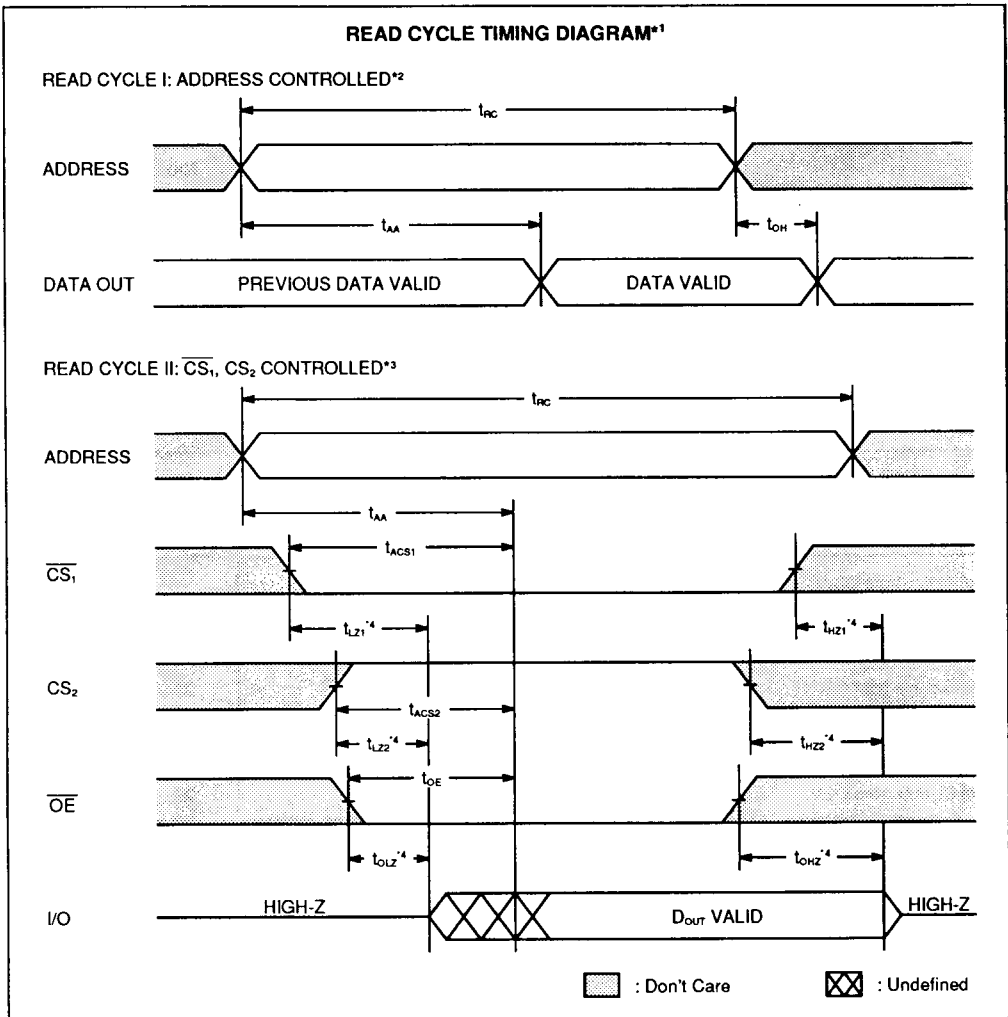 READ CYCLE TIMING DIAGRAM*1
READ CYCLE I: ADDRESS CONTROLLED*2
tRC
ADDRESS
tAA
tOH
DATA OUT
PREVIOUS DATA VALID
DATA VALID
READ CYCLE II: CS1, CS2 CONTROLLED*3
tRC
ADDRESS
tAA
tACS1
CS1
tLZ1*4
tHZ1*4
CS2
tACS2
tLZ2*4
tHZ2*4
tOE
OE
tOLZ*4
tOHZ*4
HIGH-Z
HIGH-Z
I/O
DOUT VALID
: Don't Care
: Undefined